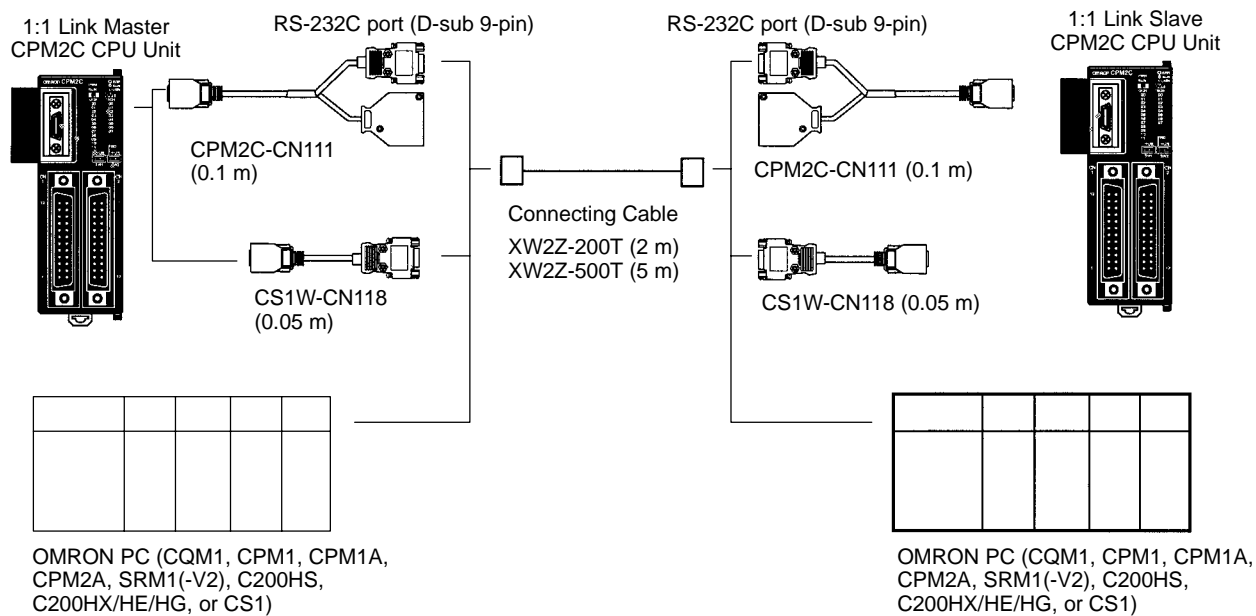 1:1 Link Master
CPM2C CPU Unit
RS-232C port (D-sub 9-pin)
RS-232C port (D-sub 9-pin)
1:1 Link Slave
CPM2C CPU Unit
OMRON CPM2C
CPM2C-CN111
(0.1 m)
CS1W-CN118
(0.05 m)
Connecting Cable
XW2Z-200T (2 m)
XW2Z-500T (5 m)
CPM2C-CN111 (0.1 m)
CS1W-CN118 (0.05 m)
OMRON CPM2C
OMRON PC (CQM1, CPM1, CPM1A,
CPM2A, SRM1(-V2), C200HS,
C200HX/HE/HG, or CS1)
OMRON PC (CQM1, CPM1, CPM1A,
CPM2A, SRM1(-V2), C200HS,
C200HX/HE/HG, or CS1)